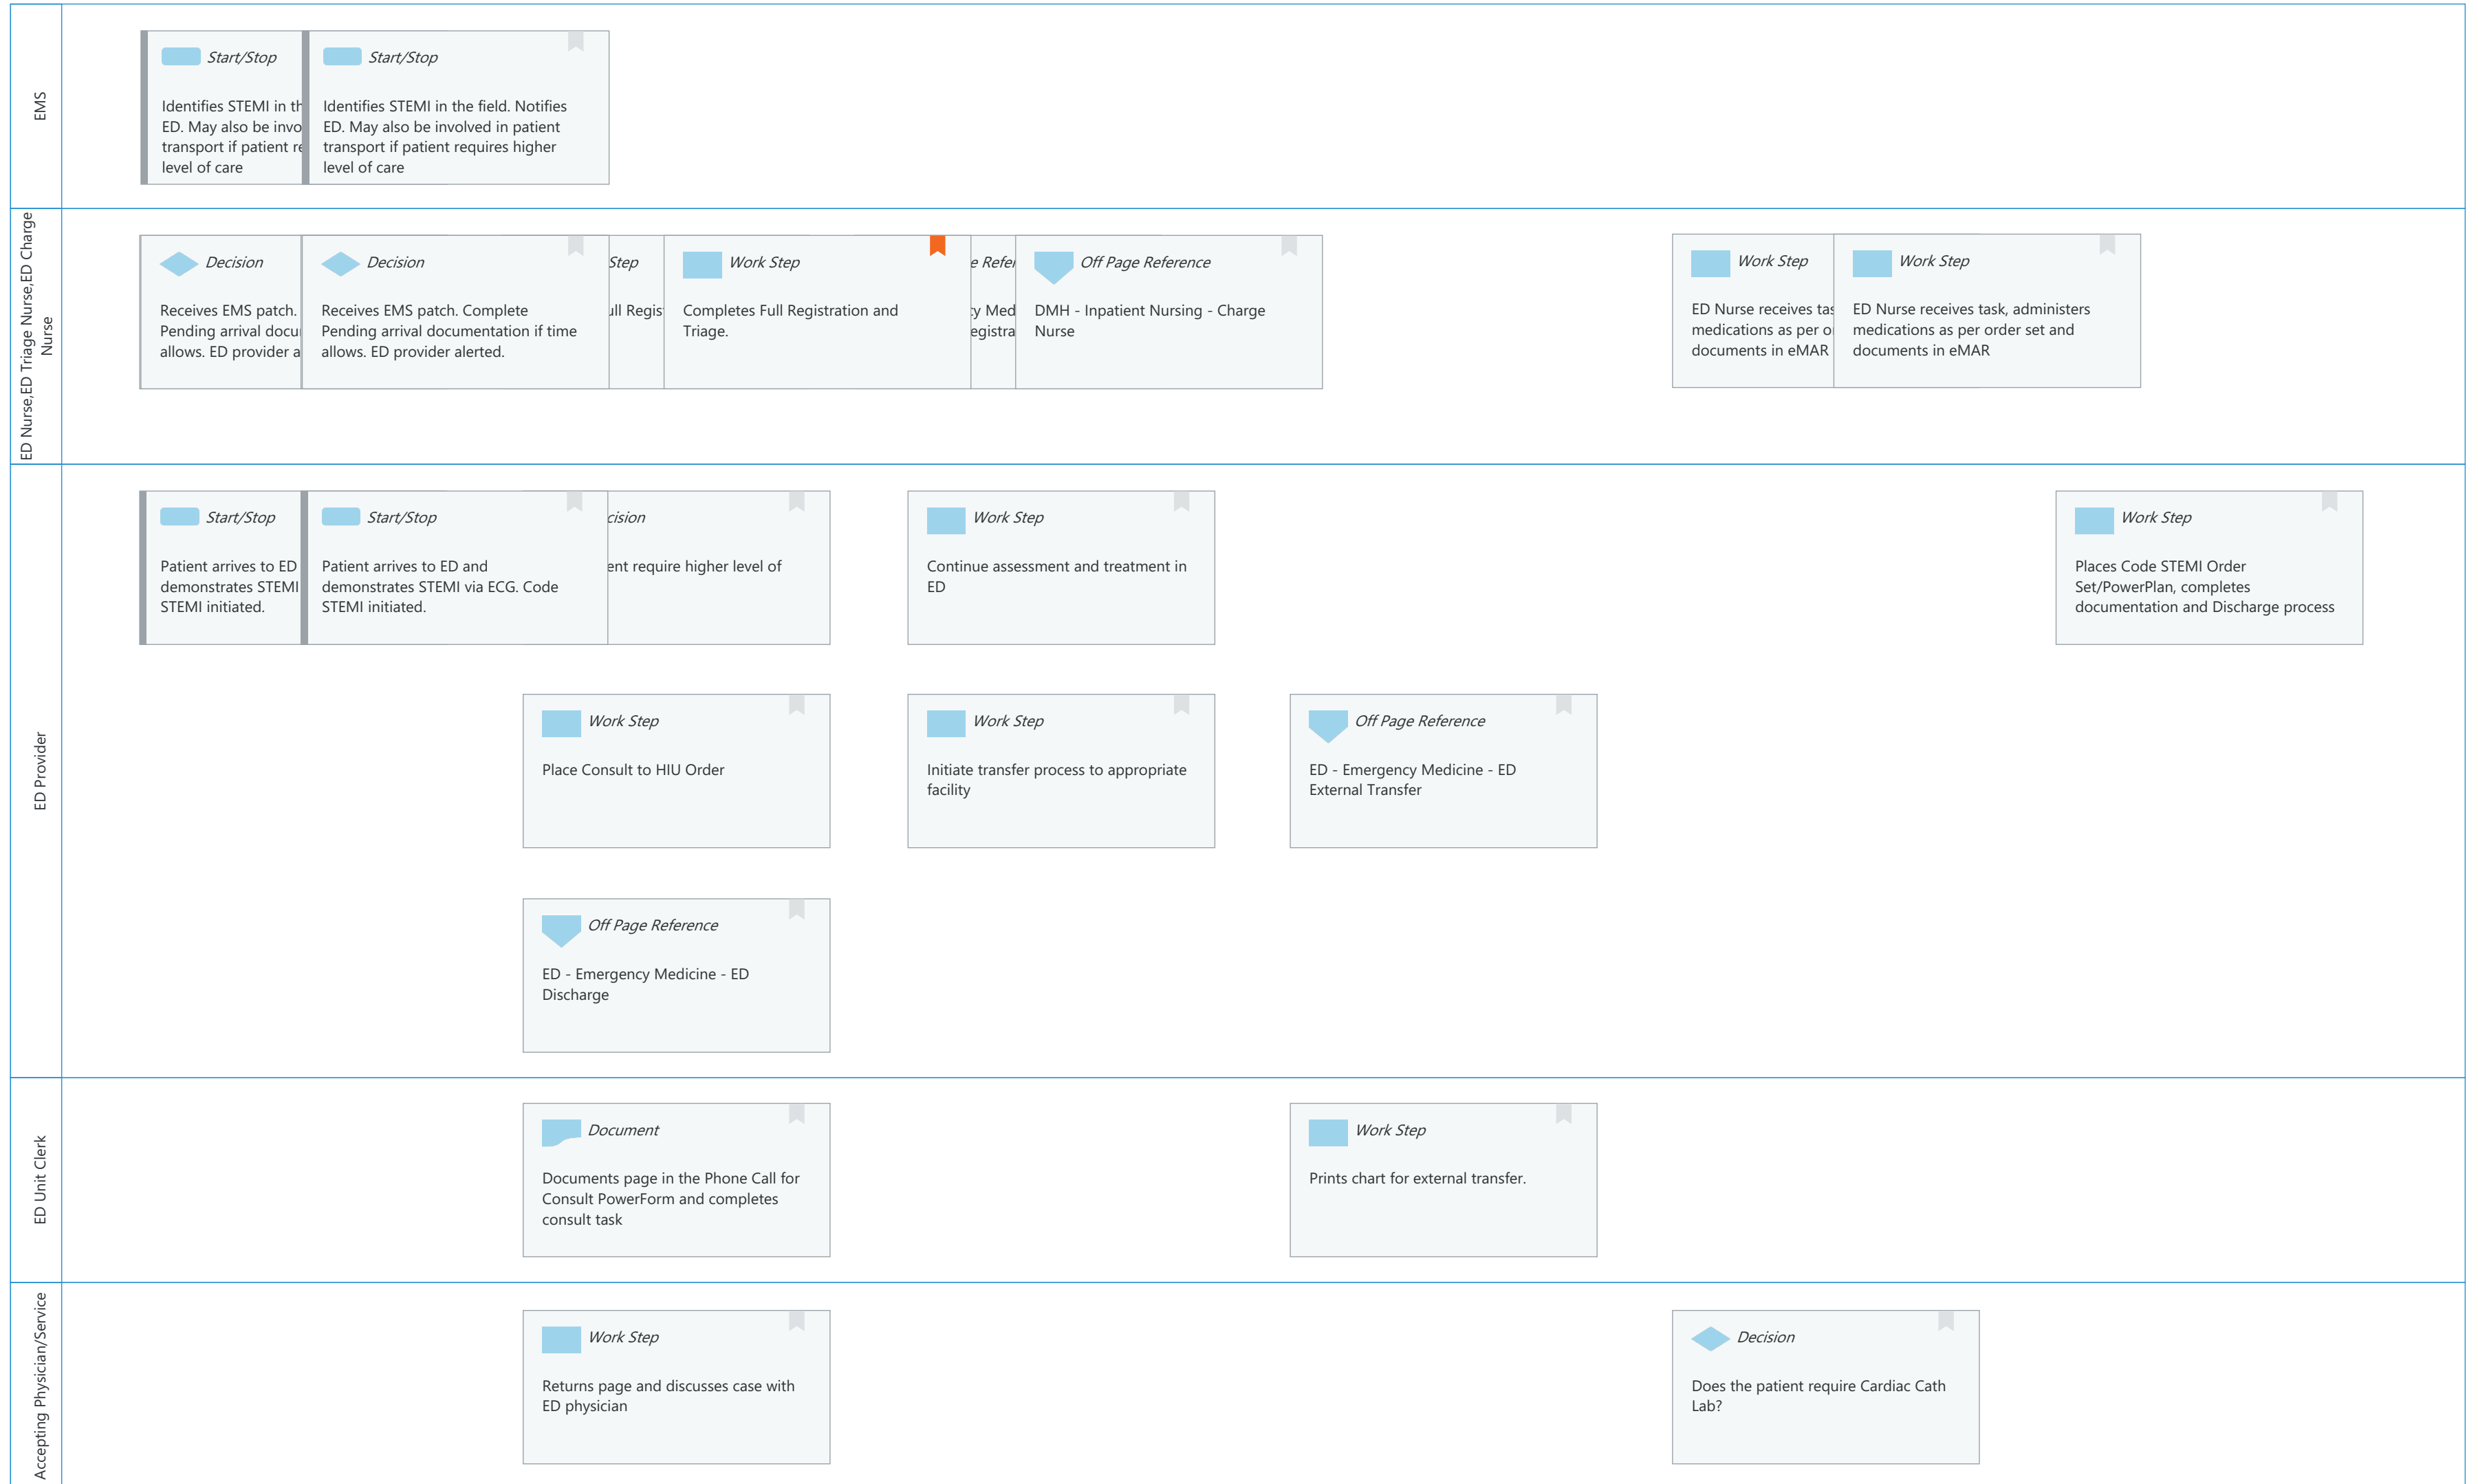 EMS
Start/Stop
Identifies STEMI in
ED. May also be
transport if patient
level of care
Start/Stop
Identifies STEMI in the field. Notifies
ED. May also be involved in patient
transport if patient requires higher
level of care
ED Nurse,ED Triage Nurse,ED Charge
Nurse
Decision
Receives EMS patch.
Pending arrival
allows. ED provider
Decision
Receives EMS patch. Complete
Pending arrival documentation if time
allows. ED provider alerted.
Step
Work Step
Completes Full Registration and
Triage.
Off Page Reference
DMH - Inpatient Nursing - Charge
Nurse
Work Step
ED Nurse receives
medications as per
documents in eMAR
Work Step
ED Nurse receives task, administers
medications as per order set and
documents in eMAR
ED Provider
Start/Stop
Patient arrives to ED
demonstrates STEMI
STEMI initiated.
Start/Stop
Patient arrives to ED and
demonstrates STEMI via ECG. Code
STEMI initiated.
require higher level of
Work Step
Continue assessment and treatment in
ED
Work Step
Places Code STEMI Order
Set/PowerPlan, completes
documentation and Discharge process
Work Step
Place Consult to HIU Order
Work Step
Initiate transfer process to appropriate
facility
Off Page Reference
ED - Emergency Medicine - ED
External Transfer
Off Page Reference
ED - Emergency Medicine - ED
Discharge
ED Unit Clerk
Document
Documents page in the Phone Call for
Consult PowerForm and completes
consult task
Work Step
Prints chart for external transfer.
Accepting Physician/Service
Work Step
Returns page and discusses case with
ED physician
Decision
Does the patient require Cardiac Cath
Lab?